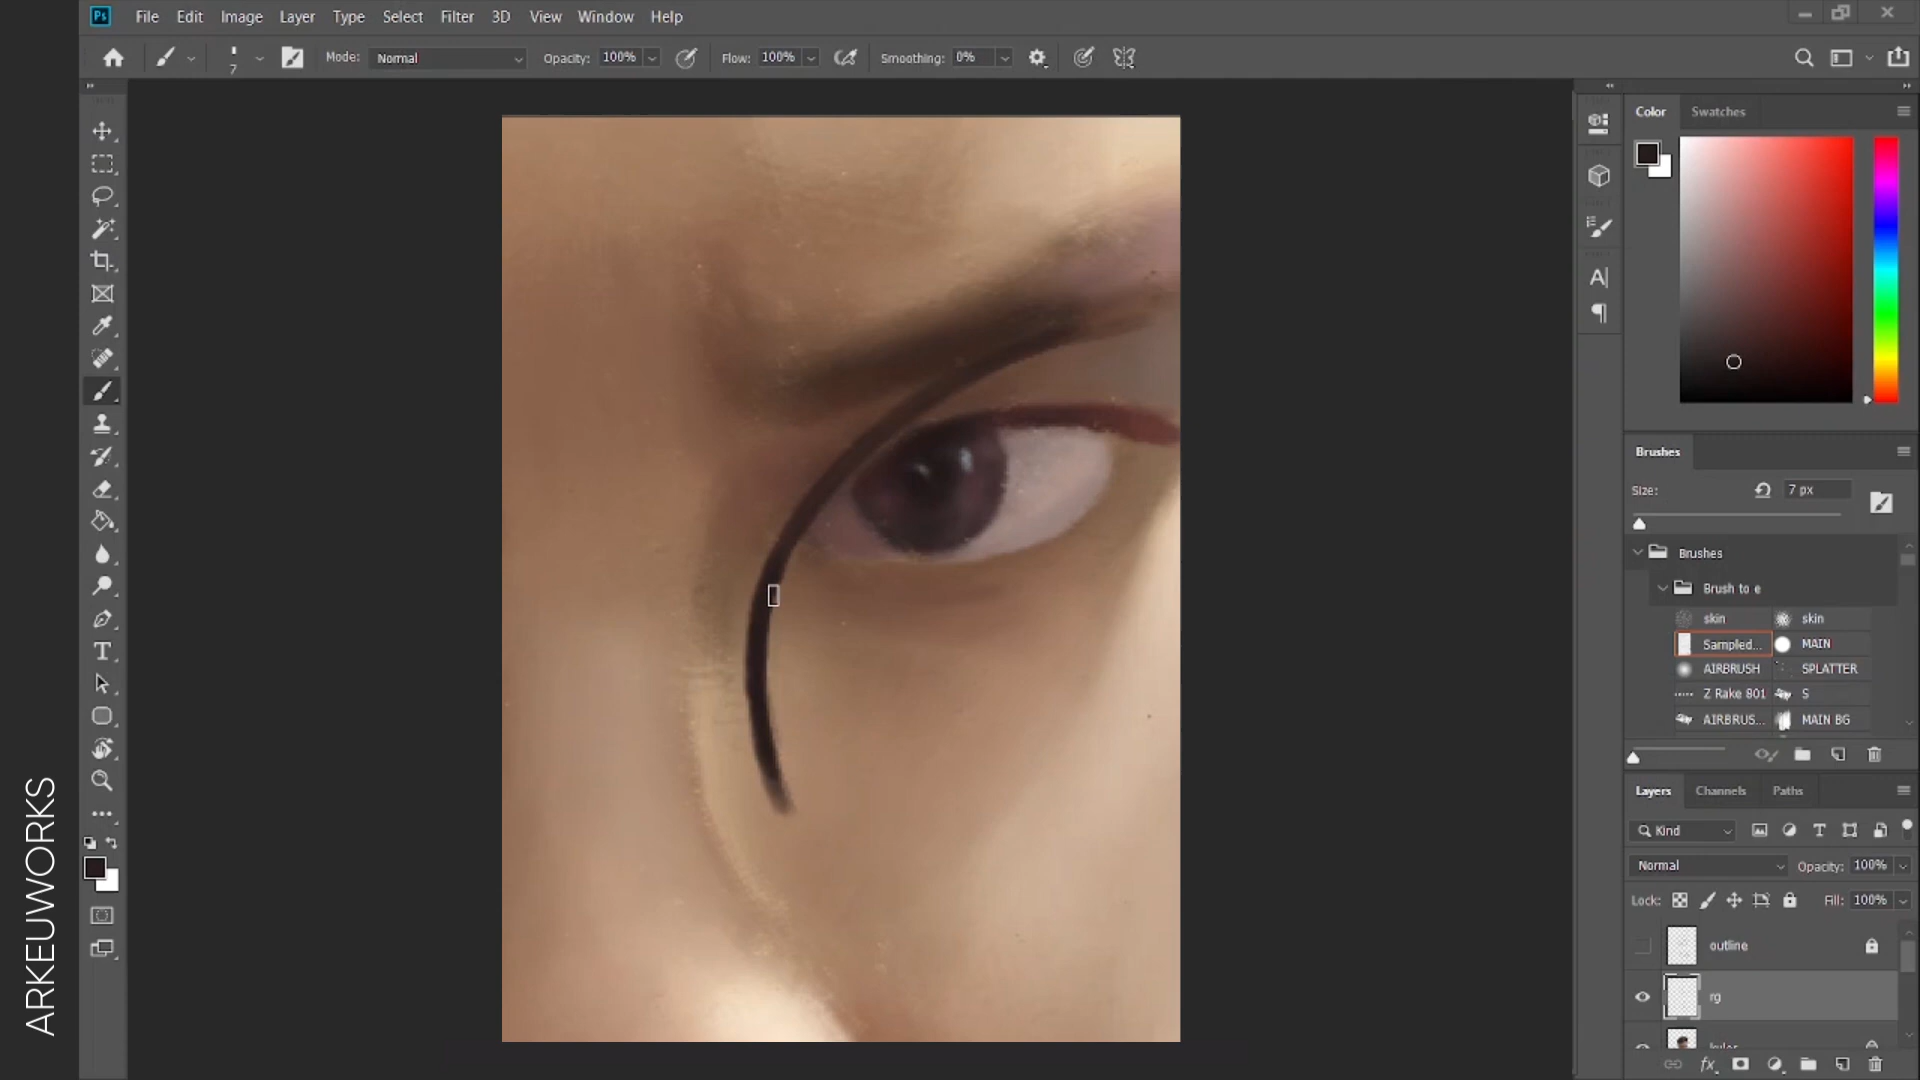 Ps File Edit Image Layer Type Select Filter 3D View Window Help
7 Mode: Normal Opacity: 100% Flow: 100% Smoothing: 0%
Color Swatches
Brushes
Size: 7 px
Brushes
Brush to e
skin skin
Sampled... MAIN
AIRBRUSH SPLATTER
Z Rake 801 S
AIRBRUS... MAIN BG
Layers Channels Paths
Kind
Normal Opacity: 100%
Lock: Fill: 100%
outline
rg
ARKEUWORKS